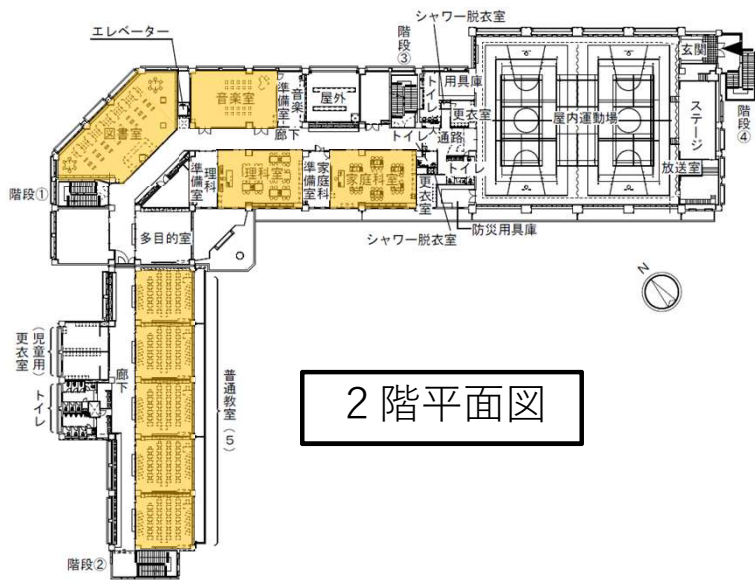 エレベーター
階段③
シャワー脱衣室
玄関
階段④
トイレ
用具庫
更衣室
屋内運動場
ステージ
放送室
音楽室
音楽
準備室・
屋外
廊下
トイレ
通路
図書室
トイレ
理科
準備室
理科室
家庭科
準備室
家庭科室
更衣室
防災用具庫
シャワー脱衣室
階段①
多目的室
N
更衣室
(児童用)
トイレ
廊下
普通教室(5)
2階平面図
階段②